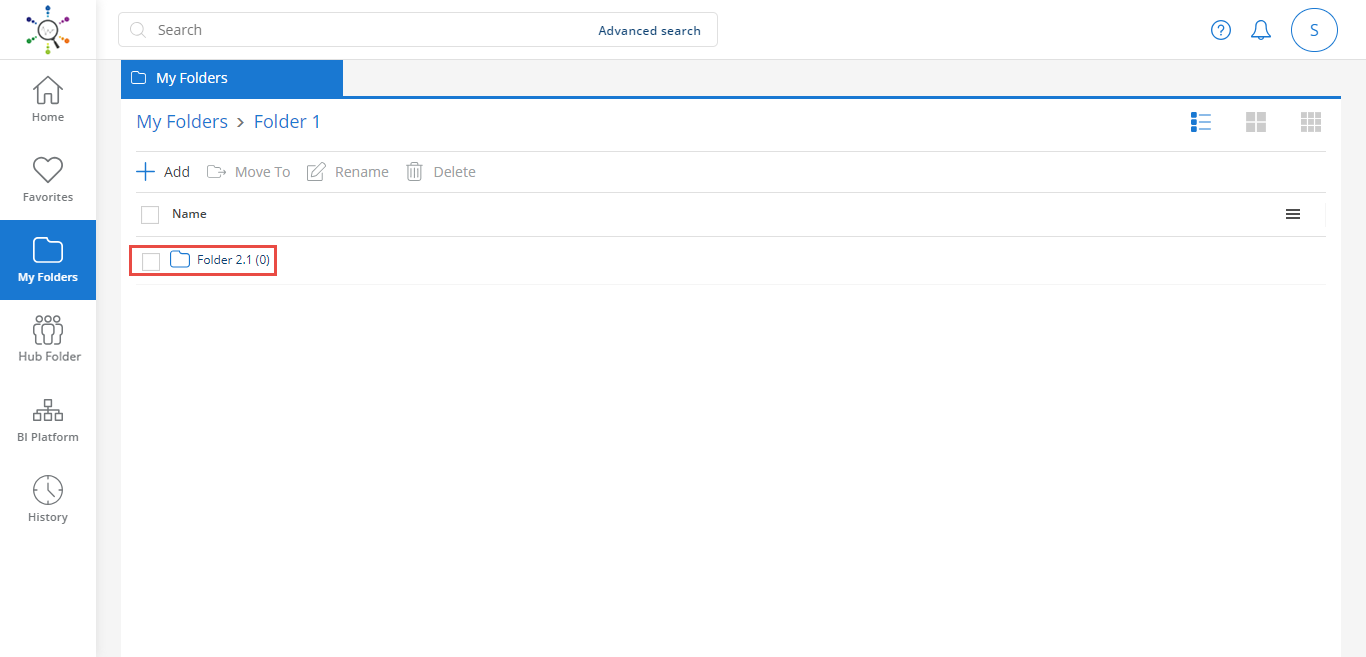 Search
Advanced search
?
S
Home
Favorites
My Folders
Hub Folder
BI Platform
History
My Folders
My Folders > Folder 1
Add Move To Rename Delete
Name
Folder 2.1 (0)